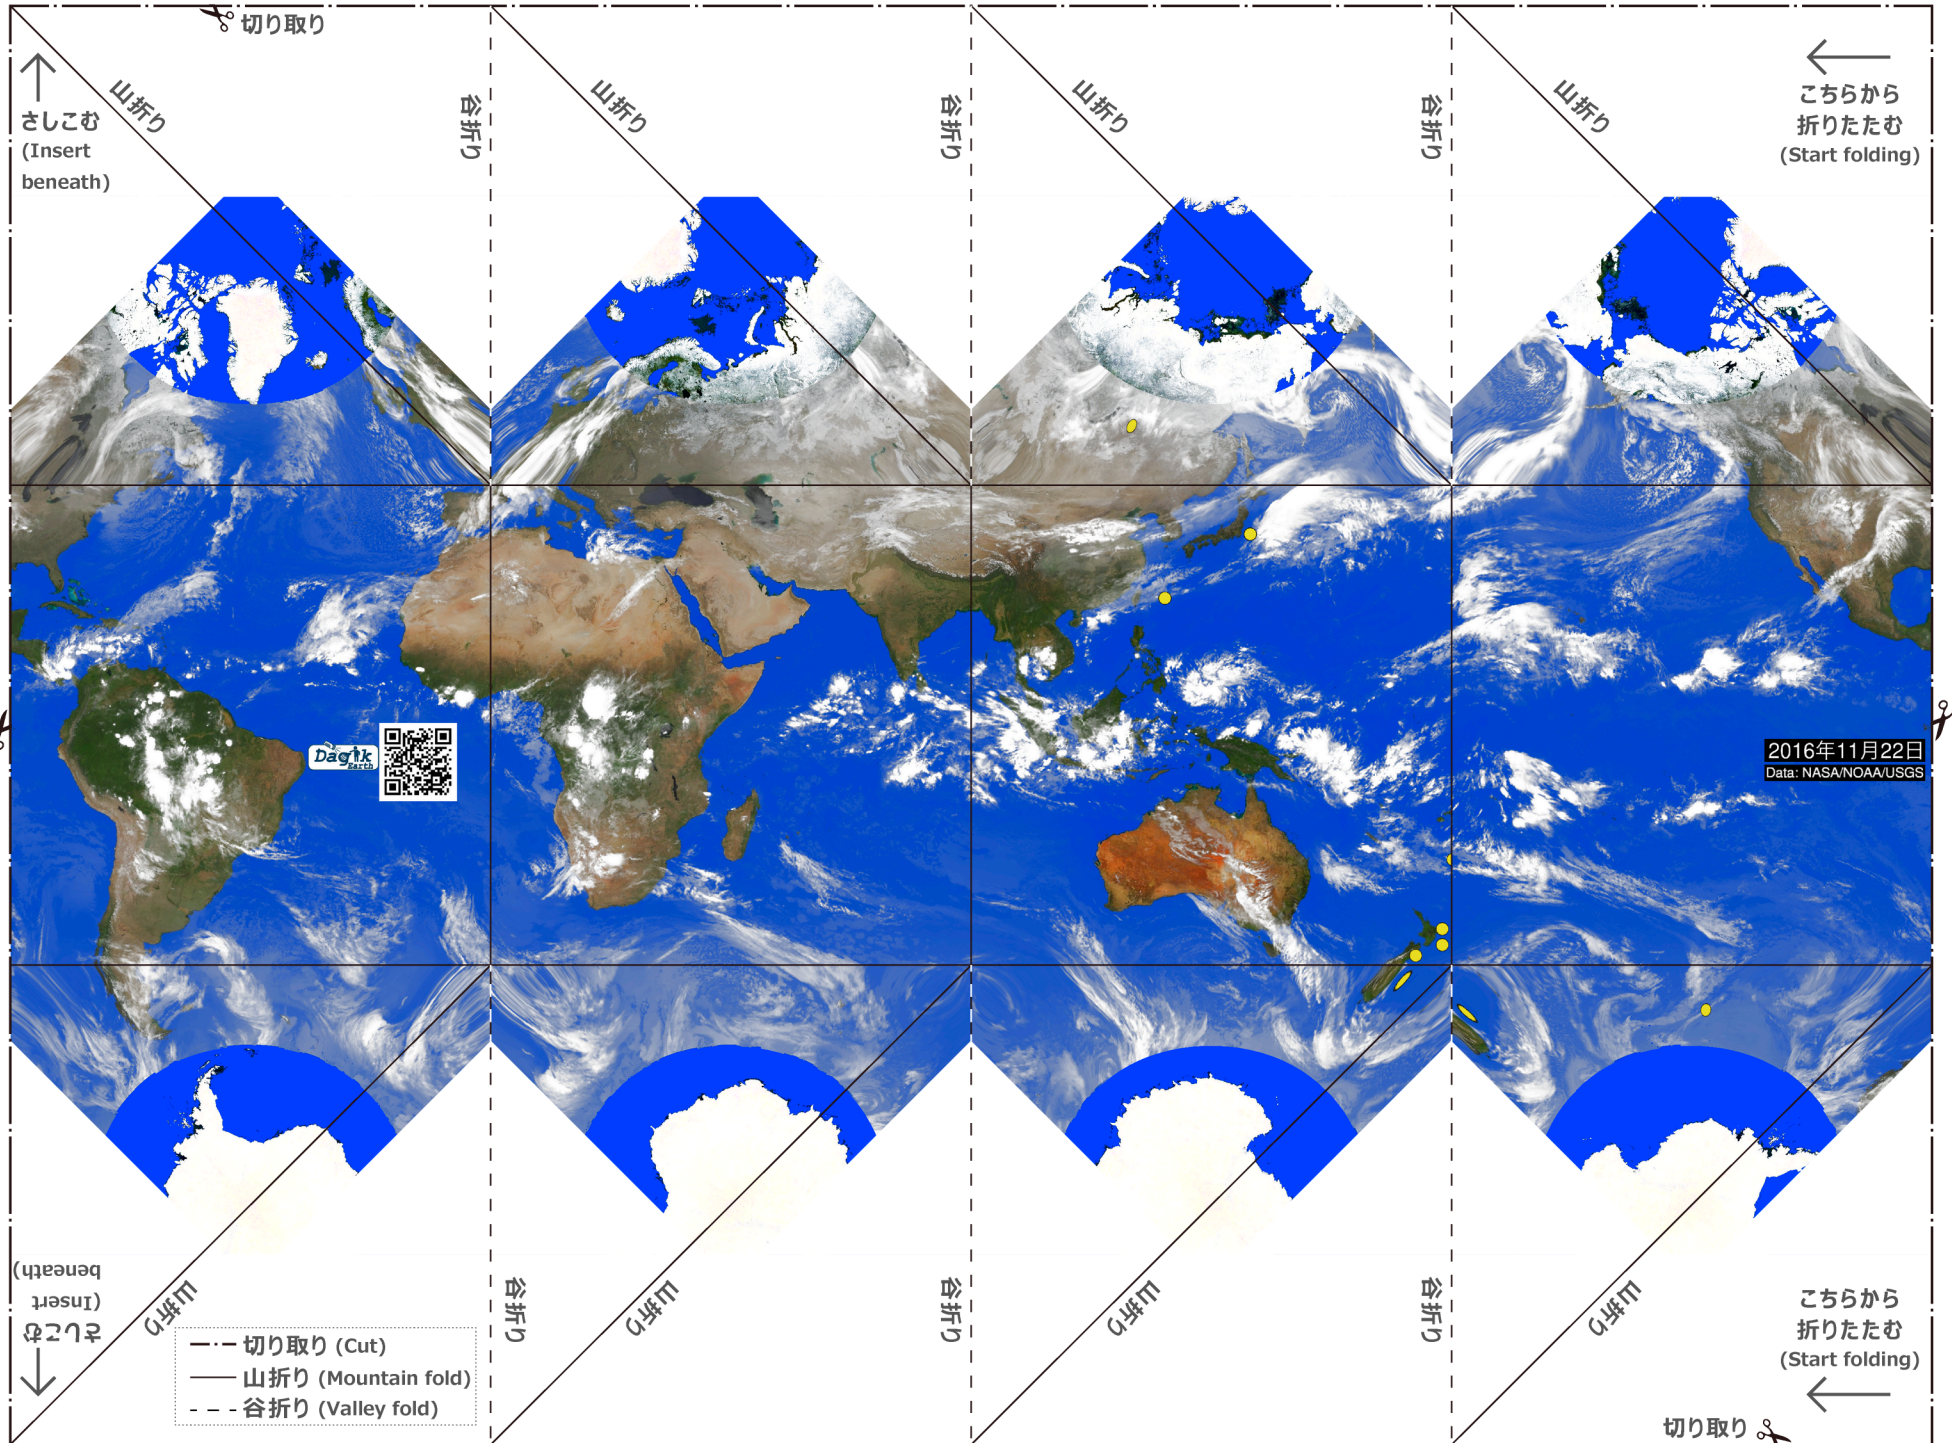 切り取り
さしこむ
(Insert
beneath)
山折り
谷折り
山折り
谷折り
山折り
谷折り
山折り
こちらから
折りたたむ
(Start folding)
Dagik
Earth
2016年11月22日
Data: NASA/NOAA/USGS
さしこむ
(Insert
beneath)
山折り
谷折り
山折り
谷折り
山折り
谷折り
山折り
こちらから
折りたたむ
(Start folding)
切り取り (Cut)
山折り (Mountain fold)
谷折り (Valley fold)
切り取り